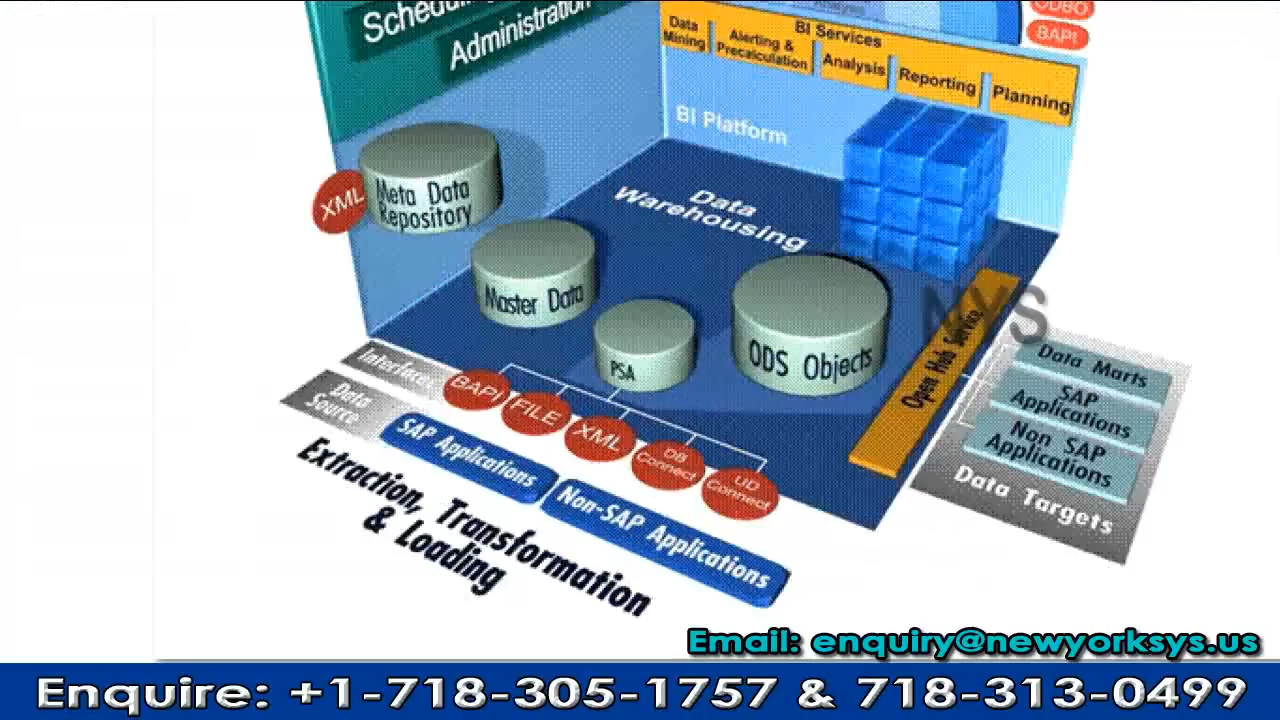 Administration
BI Services
ODBO
BAPI
Data
Mining
Alerting &
Precalculation
Analysis
Reporting
Planning
BI Platform
XML
Meta Data
Repository
Data
Warehousing
Master Data
PSA
ODS Objects
Open Hub Service
NYS
Data Marts
SAP
Applications
Non SAP
Applications
Data Targets
Data
Source
BAPI
FILE
XML
DB
Connect
UD
Connect
SAP Applications
Non-SAP Applications
Extraction, Transformation
& Loading
Email: enquiry@newyorksys.us
Enquire: +1-718-305-1757 & 718-313-0499